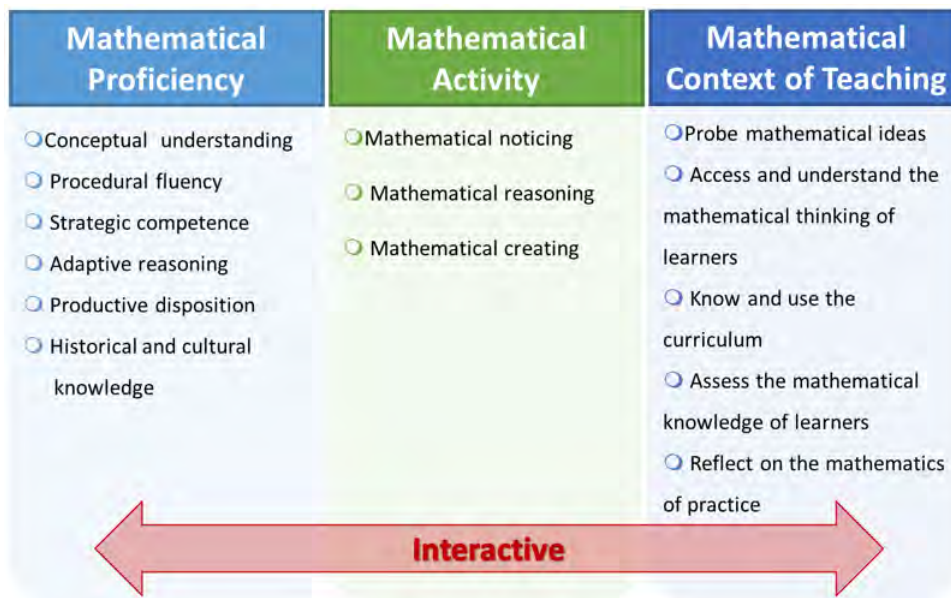 Mathematical
Proficiency
Conceptual understanding
Procedural fluency
Strategic competence
Adaptive reasoning
Productive disposition
Historical and cultural
knowledge
Mathematical
Activity
Mathematical noticing
Mathematical reasoning
Mathematical creating
Mathematical
Context of Teaching
Probe mathematical ideas
Access and understand the
mathematical thinking of
learners
Know and use the
curriculum
Assess the mathematical
knowledge of learners
Reflect on the mathematics
of practice
Interactive